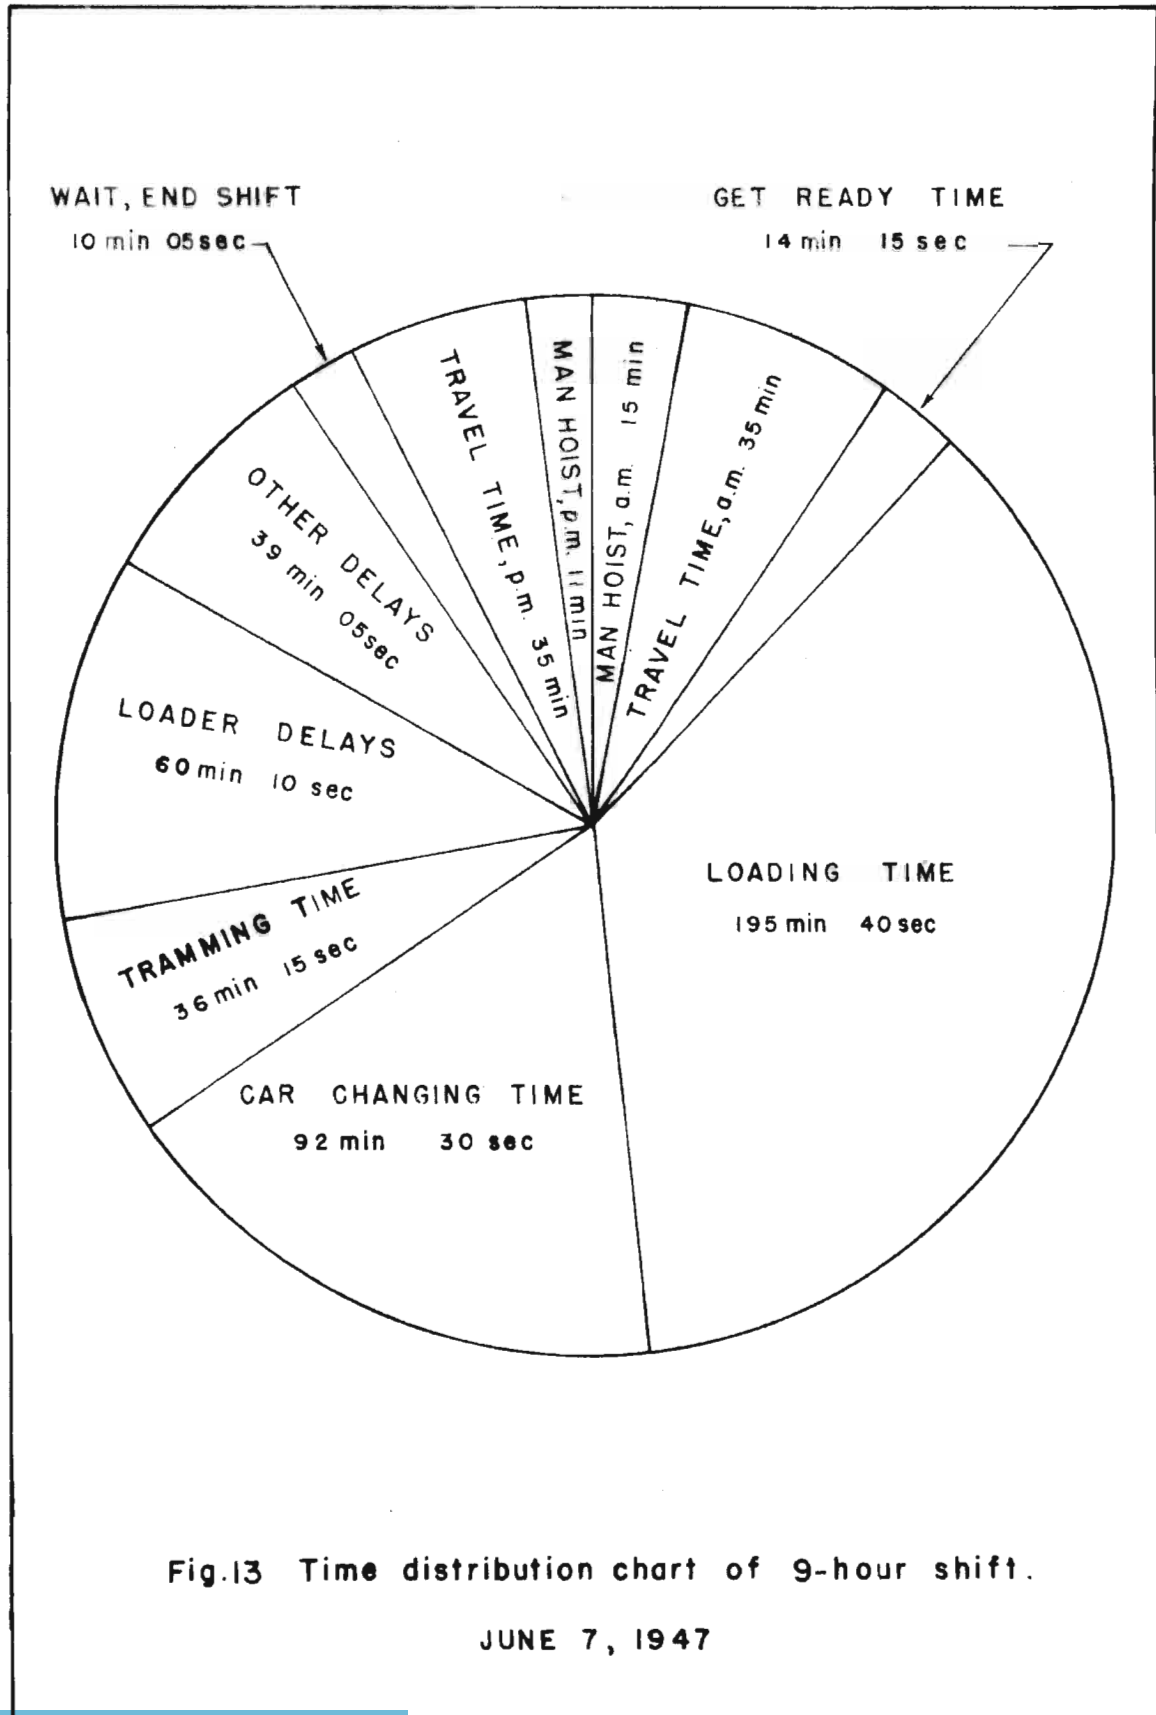 WAIT, END SHIFT
10 min 05sec
GET READY TIME
14 min 15 sec
MAN HOIST, a.m. 15 min
TRAVEL TIME, a.m. 35 min
LOADING TIME
195 min 40 sec
CAR CHANGING TIME
92 min 30 sec
TRAMMING TIME
36 min 15 sec
LOADER DELAYS
60 min 10 sec
OTHER DELAYS
39 min 05sec
TRAVEL TIME, p.m. 35 min
MAN HOIST, p.m. 11 min
Fig.13 Time distribution chart of 9-hour shift.
JUNE 7, 1947